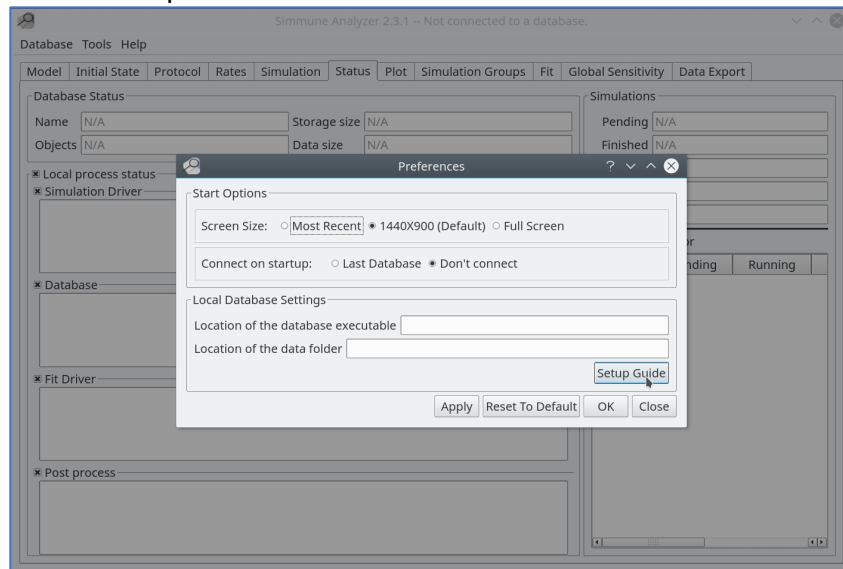 Simmune Analyzer 2.3.1 -- Not connected to a database.
Database Tools Help
Model Initial State Protocol Rates Simulation Status Plot Simulation Groups Fit Global Sensitivity Data Export
Database Status
Simulations
Name N/A Storage size N/A Pending N/A
Objects N/A Data size N/A Finished N/A
Local process status
Simulation Driver
Preferences
Start Options
Screen Size: Most Recent 1440X900 (Default) Full Screen
Connect on startup: Last Database Don't connect
Running
Database
Local Database Settings
Location of the database executable
Location of the data folder
Setup Guide
Fit Driver
Apply Reset To Default OK Close
Post process